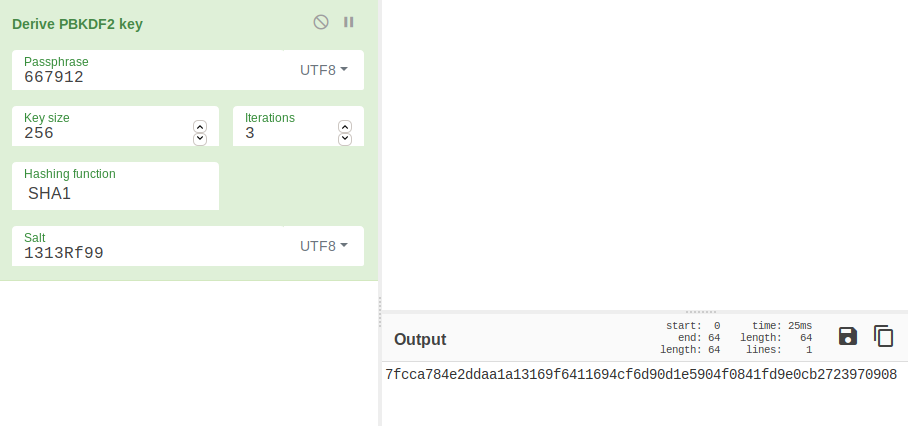 Derive PBKDF2 key
Passphrase
667912
UTF8
Key size
256
Iterations
3
Hashing function
SHA1
Salt
1313Rf99
UTF8
Output
start: 0
end: 64
length: 64
time: 25ms
length: 64
lines: 1
7fcca784e2ddaa1a13169f6411694cf6d90d1e5904f0841fd9e0cb2723970908